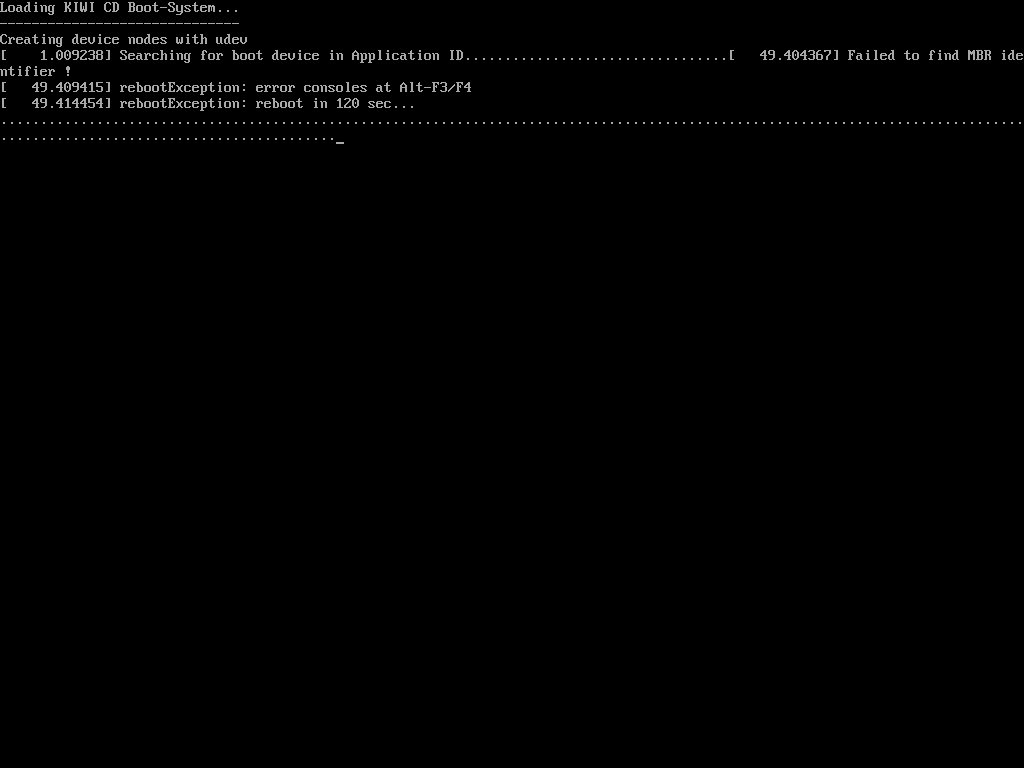 Loading KIWI CD Boot-System...
------------------------------
Creating device nodes with udev
[    1.009238] Searching for boot device in Application ID.................................[   49.404367] Failed to find MBR ide
ntifier !
[   49.409415] rebootException: error consoles at Alt-F3/F4
[   49.414454] rebootException: reboot in 120 sec...
................................................................................................................................
.........................................._